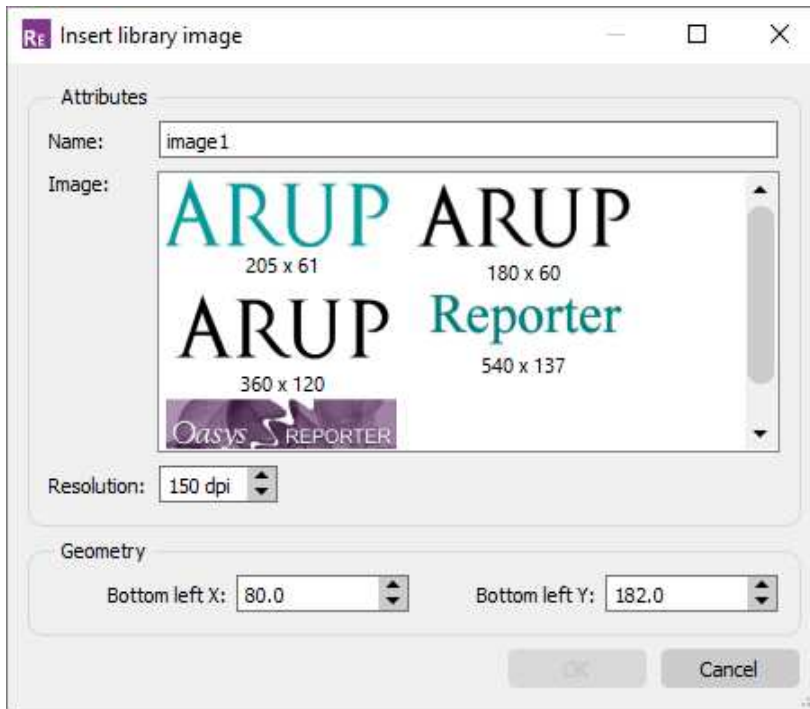 RE Insert library image
Attributes
Name: image1
Image:
ARUP ARUP
205 x 61 180 x 60
ARUP Reporter
360 x 120 540 x 137
Oasys REPORTER
Resolution: 150 dpi
Geometry
Bottom left X: 80.0 Bottom left Y: 182.0
OK Cancel